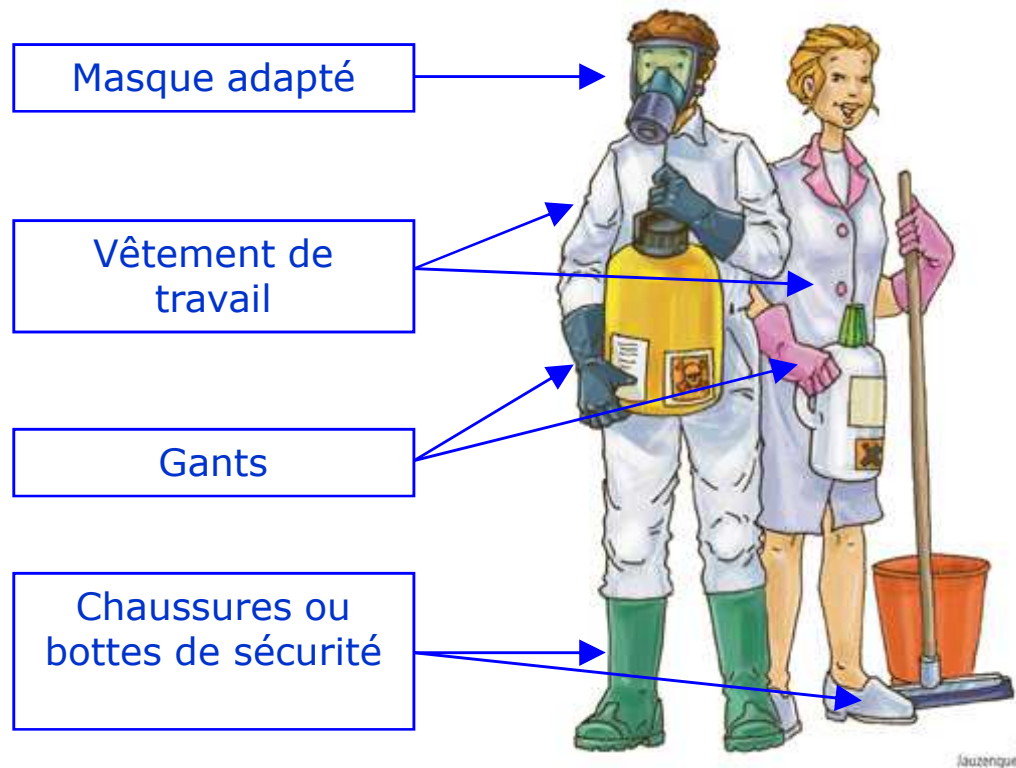 Masque adapté
Vêtement de
travail
Gants
Chaussures ou
bottes de sécurité
Jauzenque